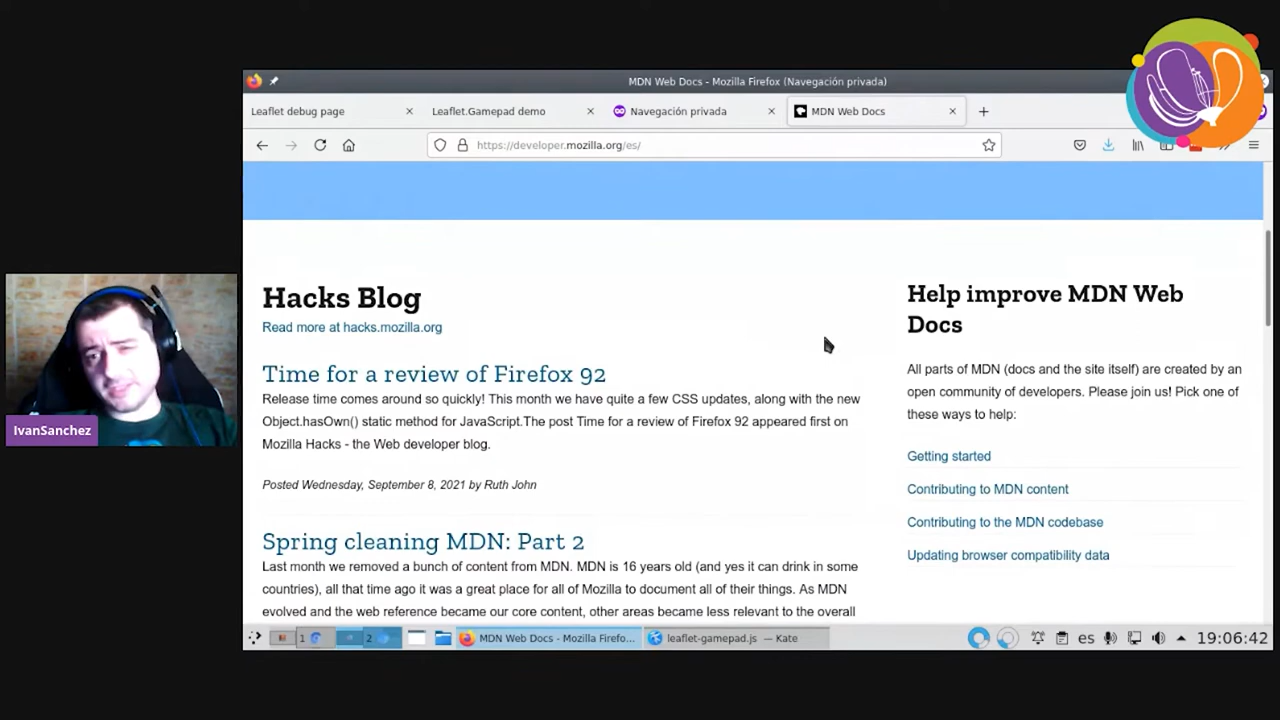 MDN Web Docs - Mozilla Firefox (Navegación privada)
Leaflet debug page
Leaflet.Gamepad demo
Navegación privada
MDN Web Docs
https://developer.mozilla.org/es/
Hacks Blog
Read more at hacks.mozilla.org
Time for a review of Firefox 92
Release time comes around so quickly! This month we have quite a few CSS updates, along with the new
Object.hasOwn() static method for JavaScript.The post Time for a review of Firefox 92 appeared first on
Mozilla Hacks - the Web developer blog.
Posted Wednesday, September 8, 2021 by Ruth John
Spring cleaning MDN: Part 2
Last month we removed a bunch of content from MDN. MDN is 16 years old (and yes it can drink in some
countries), all that time ago it was a great place for all of Mozilla to document all of their things. As MDN
evolved and the web reference became our core content, other areas became less relevant to the overall
Help improve MDN Web
Docs
All parts of MDN (docs and the site itself) are created by an
open community of developers. Please join us! Pick one of
these ways to help:
Getting started
Contributing to MDN content
Contributing to the MDN codebase
Updating browser compatibility data
IvanSanchez
1
2
MDN Web Docs - Mozilla Firefo...
leaflet-gamepad.js — Kate
es
19:06:42